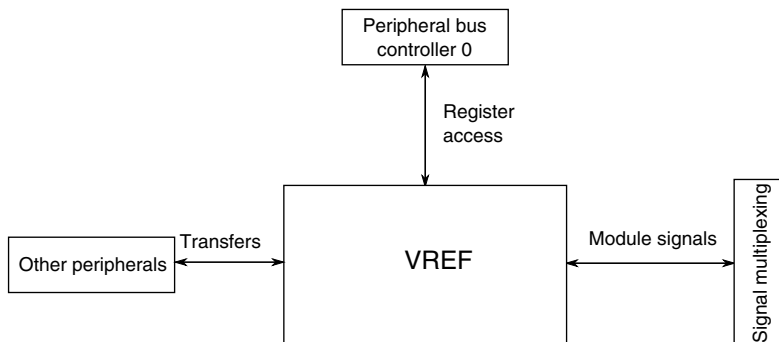 Peripheral bus
controller 0
Register
access
Transfers
Other peripherals
VREF
Module signals
Signal multiplexing